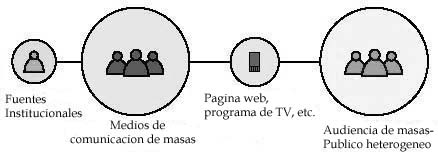 Fuentes
Institucionales
Medios de
comunicacion de masas
Pagina web,
programa de TV, etc.
Audiencia de masas-
Publico heterogeneo